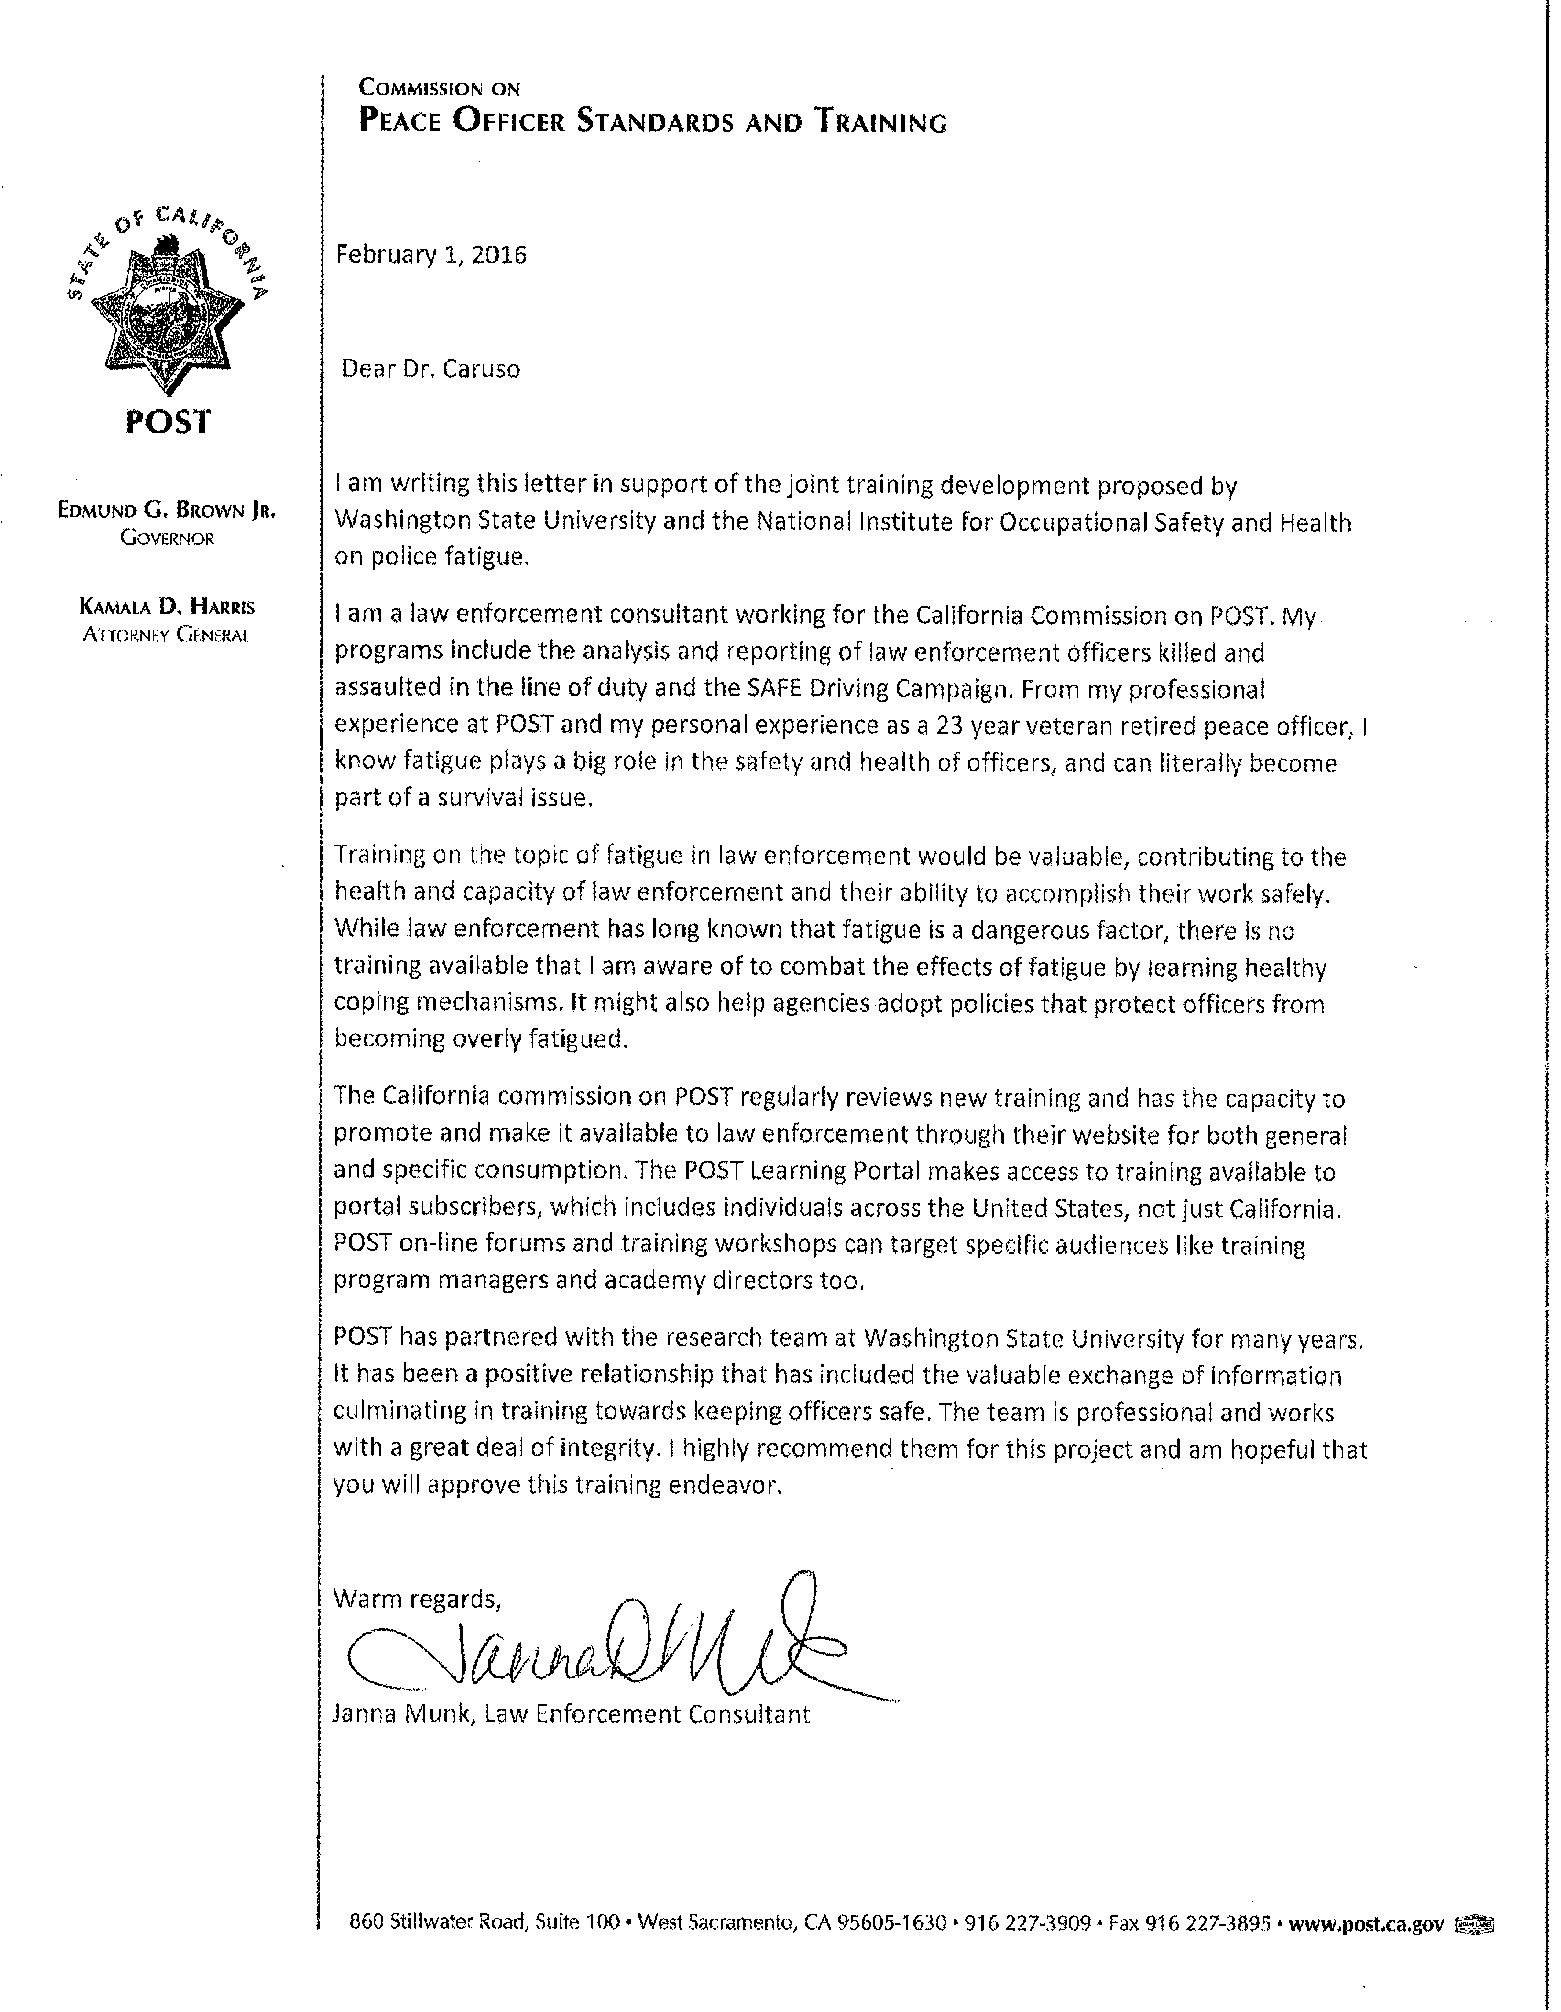 COMMISSION ON
PEACE OFFICER STANDARDS AND TRAINING
STATE OF CALIFORNIA
POST
EDMUND G. BROWN JR.
GOVERNOR
KAMALA D. HARRIS
ATTORNEY GENERAL
February 1, 2016
Dear Dr. Caruso
I am writing this letter in support of the joint training development proposed by
Washington State University and the National Institute for Occupational Safety and Health
on police fatigue.
I am a law enforcement consultant working for the California Commission on POST. My
programs include the analysis and reporting of law enforcement officers killed and
assaulted in the line of duty and the SAFE Driving Campaign. From my professional
experience at POST and my personal experience as a 23 year veteran retired peace officer, I
know fatigue plays a big role in the safety and health of officers, and can literally become
part of a survival issue.
Training on the topic of fatigue in law enforcement would be valuable, contributing to the
health and capacity of law enforcement and their ability to accomplish their work safely.
While law enforcement has long known that fatigue is a dangerous factor, there is no
training available that I am aware of to combat the effects of fatigue by learning healthy
coping mechanisms. It might also help agencies adopt policies that protect officers from
becoming overly fatigued.
The California commission on POST regularly reviews new training and has the capacity to
promote and make it available to law enforcement through their website for both general
and specific consumption. The POST Learning Portal makes access to training available to
portal subscribers, which includes individuals across the United States, not just California.
POST on-line forums and training workshops can target specific audiences like training
program managers and academy directors too.
POST has partnered with the research team at Washington State University for many years.
It has been a positive relationship that has included the valuable exchange of information
culminating in training towards keeping officers safe. The team is professional and works
with a great deal of integrity. I highly recommend them for this project and am hopeful that
you will approve this training endeavor.
Warm regards,
Janna D Munk
Janna Munk, Law Enforcement Consultant
860 Stillwater Road, Suite 100 • West Sacramento, CA 95605-1630 • 916 227-3909 • Fax 916 227-3895 • www.post.ca.gov